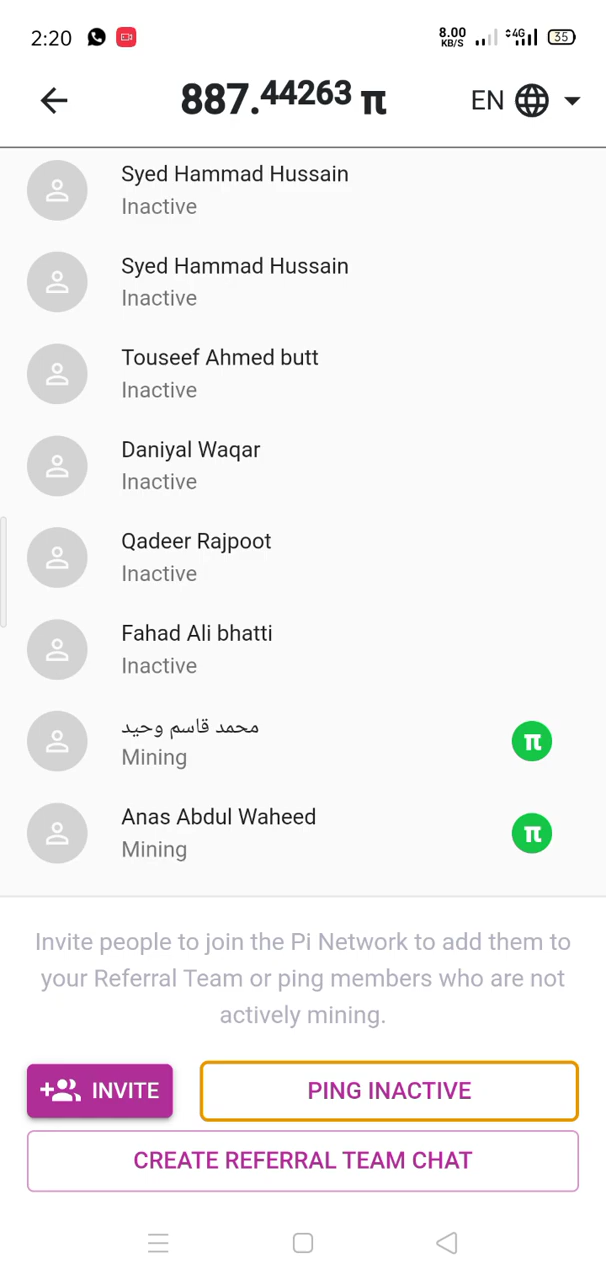 2:20 8.00 KB/S 4G 35
887.44263 π EN
Syed Hammad Hussain
Inactive
Syed Hammad Hussain
Inactive
Touseef Ahmed butt
Inactive
Daniyal Waqar
Inactive
Qadeer Rajpoot
Inactive
Fahad Ali bhatti
Inactive
محمد قاسم وحید
Mining
π
Anas Abdul Waheed
Mining
π
Invite people to join the Pi Network to add them to
your Referral Team or ping members who are not
actively mining.
INVITE PING INACTIVE
CREATE REFERRAL TEAM CHAT